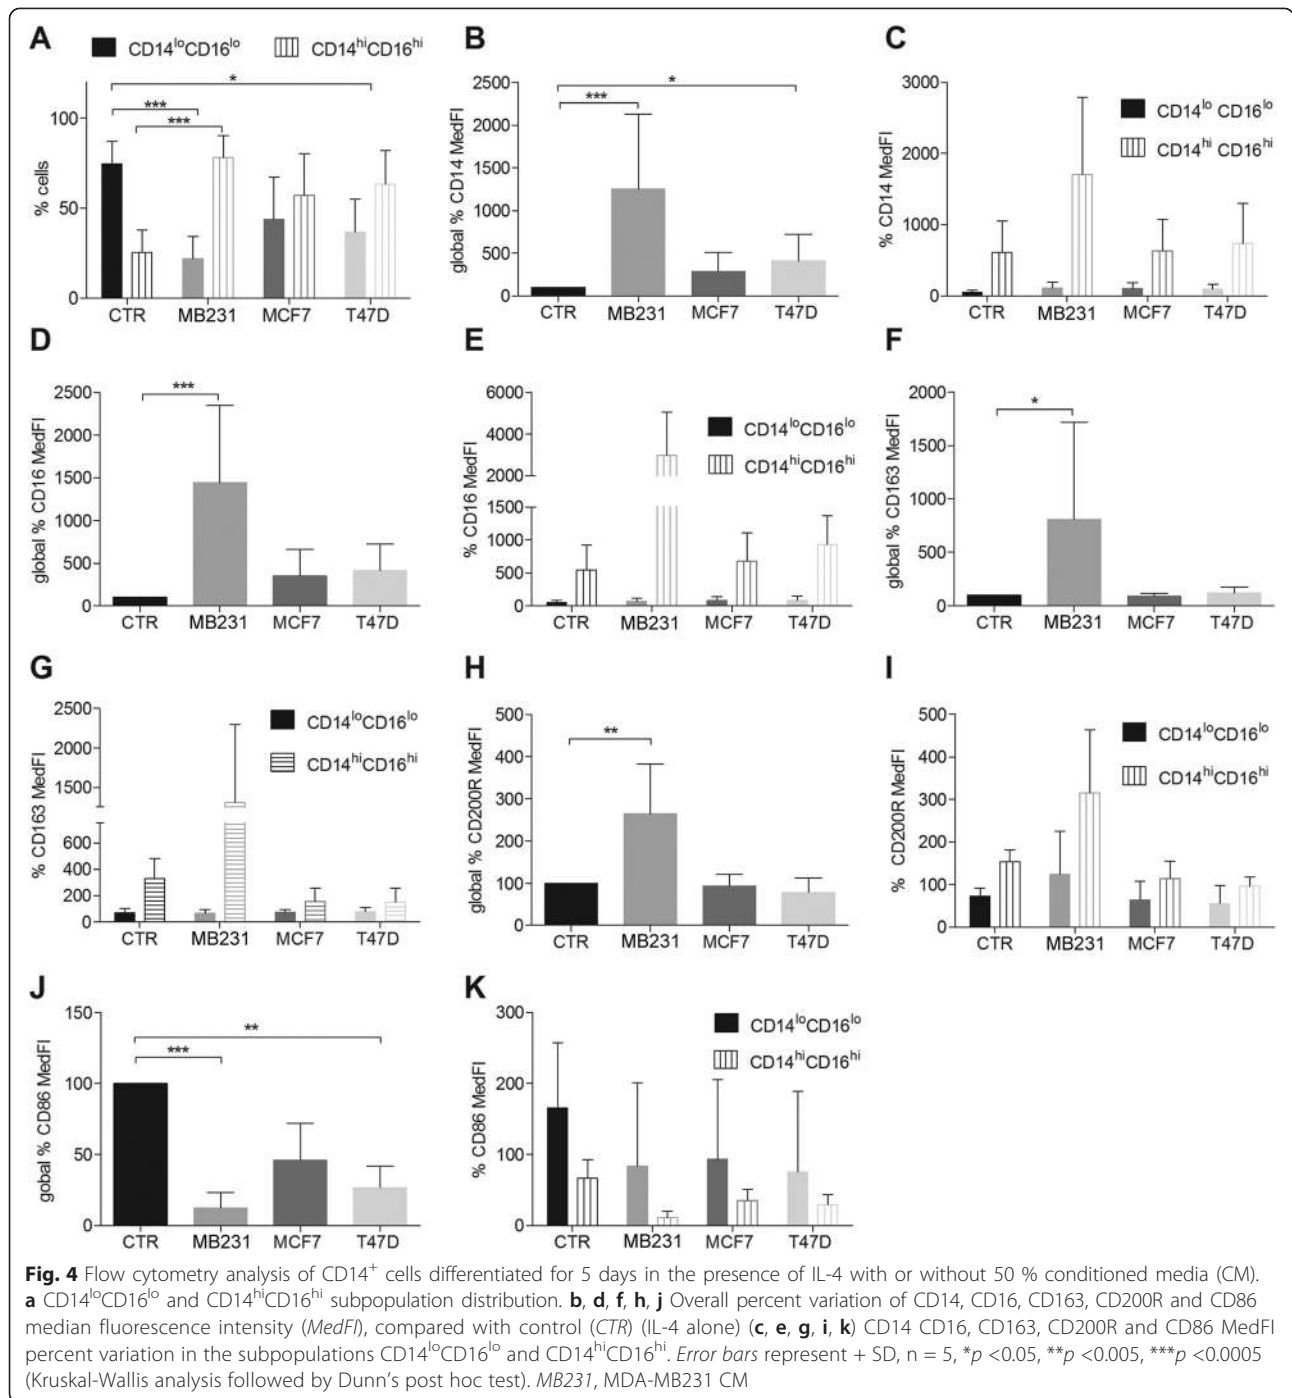 A CD14loCD16lo CD14hiCD16hi
% cells
100
50
0
* *** ***
CTR MB231 MCF7 T47D
B
global % CD14 MedFI
2500
2000
1500
1000
500
0
*** *
CTR MB231 MCF7 T47D
C
% CD14 MedFI
3000
2000
1000
0
CD14lo CD16lo
CD14hi CD16hi
CTR MB231 MCF7 T47D
D
global % CD16 MedFI
2500
2000
1500
1000
500
0
***
CTR MB231 MCF7 T47D
E
% CD16 MedFI
6000
4000
2000
1500
1000
500
0
CD14loCD16lo
CD14hiCD16hi
CTR MB231 MCF7 T47D
F
global % CD163 MedFI
2000
1500
1000
500
0
*
CTR MB231 MCF7 T47D
G
% CD163 MedFI
2500
2000
1500
600
400
200
0
CD14loCD16lo
CD14hiCD16hi
CTR MB231 MCF7 T47D
H
global % CD200R MedFI
500
400
300
200
100
0
**
CTR MB231 MCF7 T47D
I
% CD200R MedFI
500
400
300
200
100
0
CD14loCD16lo
CD14hiCD16hi
CTR MB231 MCF7 T47D
J
gobal % CD86 MedFI
150
100
50
0
*** **
CTR MB231 MCF7 T47D
K
% CD86 MedFI
300
200
100
0
CD14loCD16lo
CD14hiCD16hi
CTR MB231 MCF7 T47D
Fig. 4 Flow cytometry analysis of CD14+ cells differentiated for 5 days in the presence of IL-4 with or without 50 % conditioned media (CM).
a CD14loCD16lo and CD14hiCD16hi subpopulation distribution. b, d, f, h, j Overall percent variation of CD14, CD16, CD163, CD200R and CD86
median fluorescence intensity (MedFI), compared with control (CTR) (IL-4 alone) (c, e, g, i, k) CD14 CD16, CD163, CD200R and CD86 MedFI
percent variation in the subpopulations CD14loCD16lo and CD14hiCD16hi. Error bars represent + SD, n = 5, *p <0.05, **p <0.005, ***p <0.0005
(Kruskal-Wallis analysis followed by Dunn's post hoc test). MB231, MDA-MB231 CM